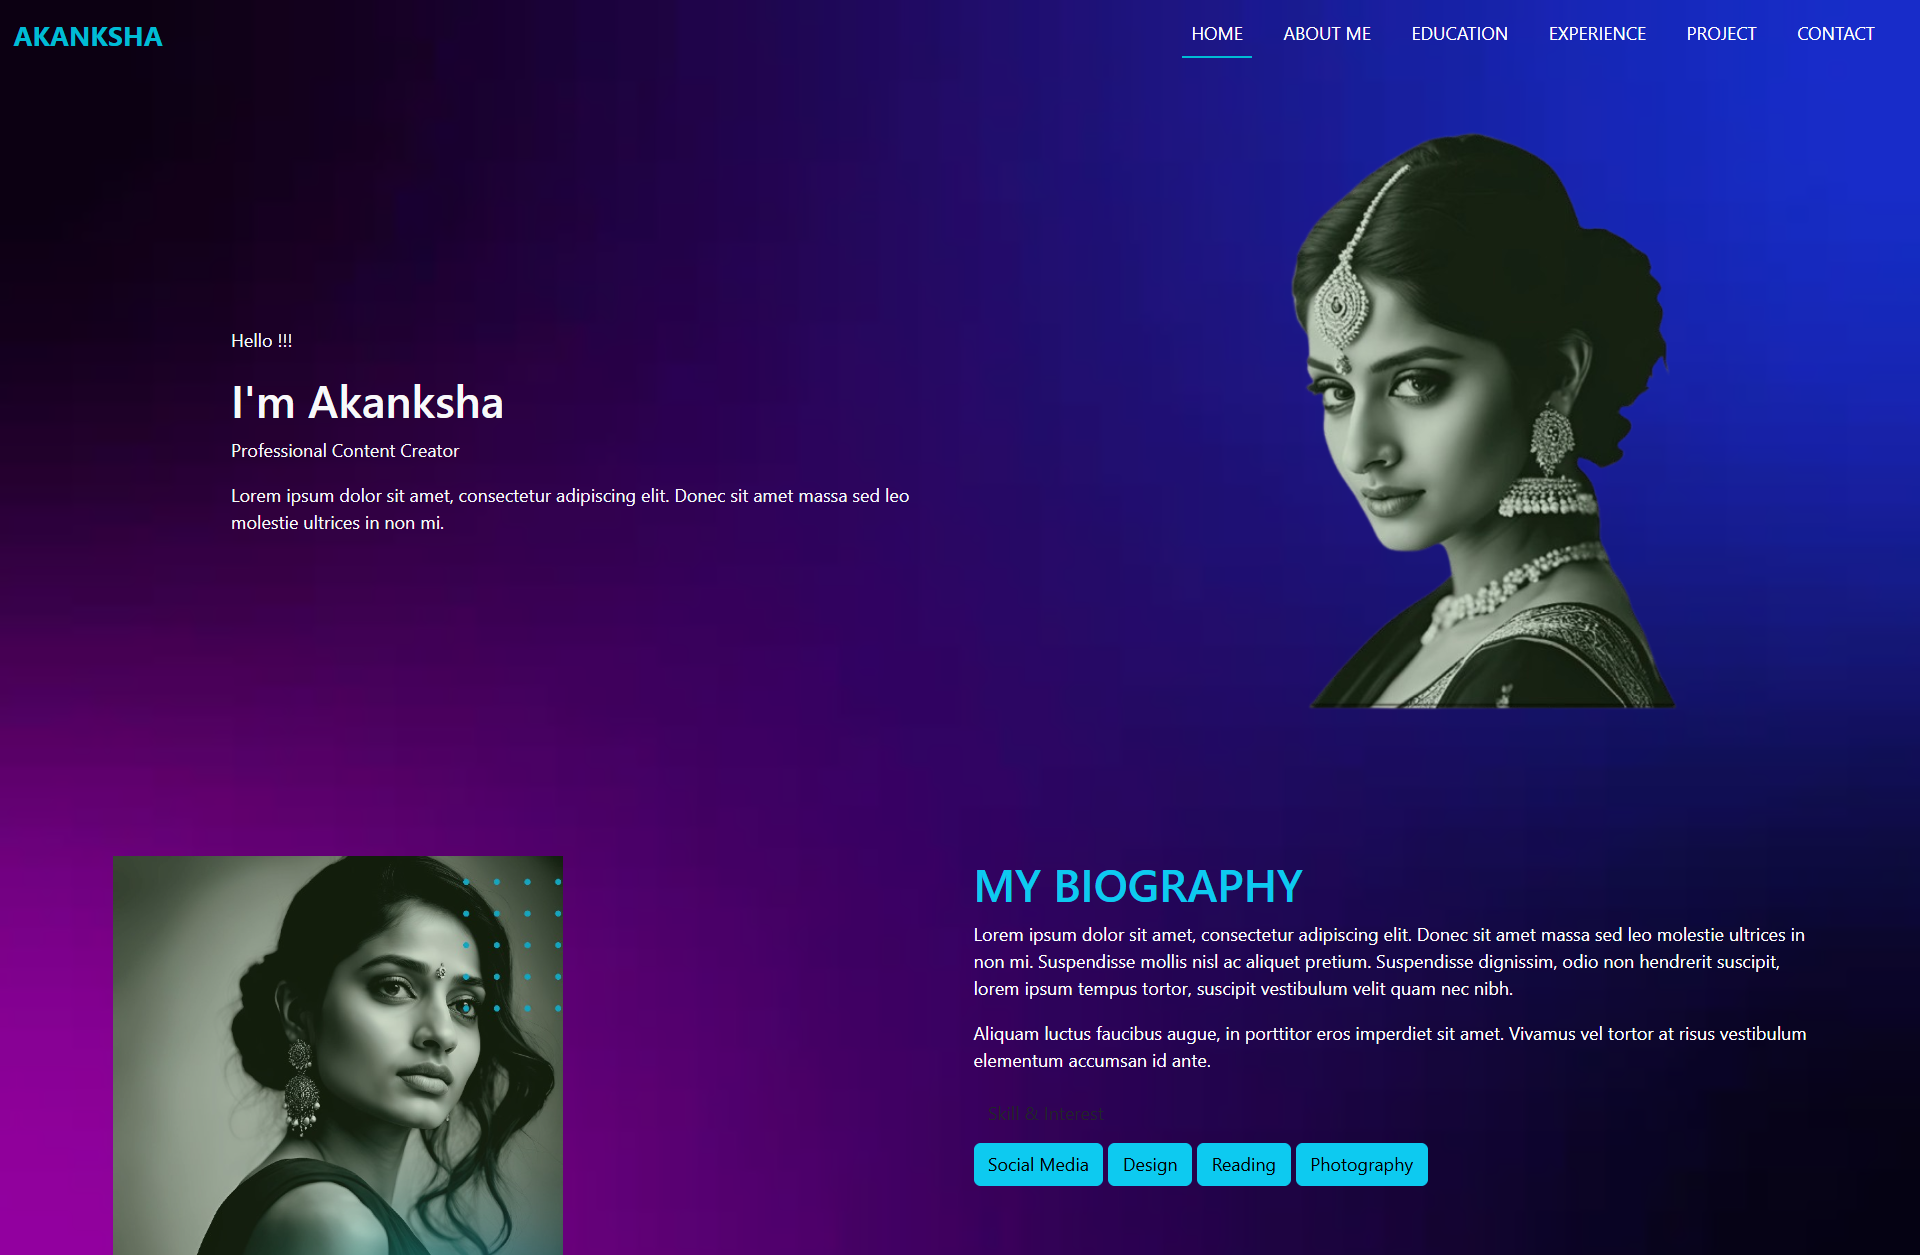 AKANKSHA
HOME ABOUT ME EDUCATION EXPERIENCE PROJECT CONTACT
Hello !!!
I'm Akanksha
Professional Content Creator
Lorem ipsum dolor sit amet, consectetur adipiscing elit. Donec sit amet massa sed leo
molestie ultrices in non mi.
MY BIOGRAPHY
Lorem ipsum dolor sit amet, consectetur adipiscing elit. Donec sit amet massa sed leo molestie ultrices in
non mi. Suspendisse mollis nisl ac aliquet pretium. Suspendisse dignissim, odio non hendrerit suscipit,
lorem ipsum tempus tortor, suscipit vestibulum velit quam nec nibh.
Aliquam luctus faucibus augue, in porttitor eros imperdiet sit amet. Vivamus vel tortor at risus vestibulum
elementum accumsan id ante.
Skill & Interest
Social Media Design Reading Photography